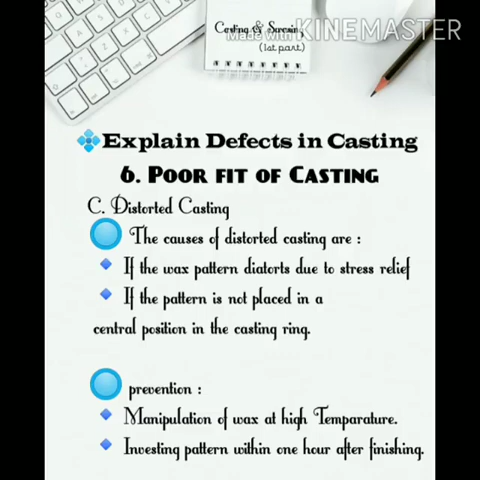 Casting & Sprusing
Made with KINEMASTER
(1st part)
Explain Defects in Casting
6. Poor fit of Casting
C. Distorted Casting
The causes of distorted casting are :
If the wax pattern diatorts due to stress relief
If the pattern is not placed in a
central position in the casting ring.
prevention :
Manipulation of wax at high Temparature.
Investing pattern within one hour after finishing.